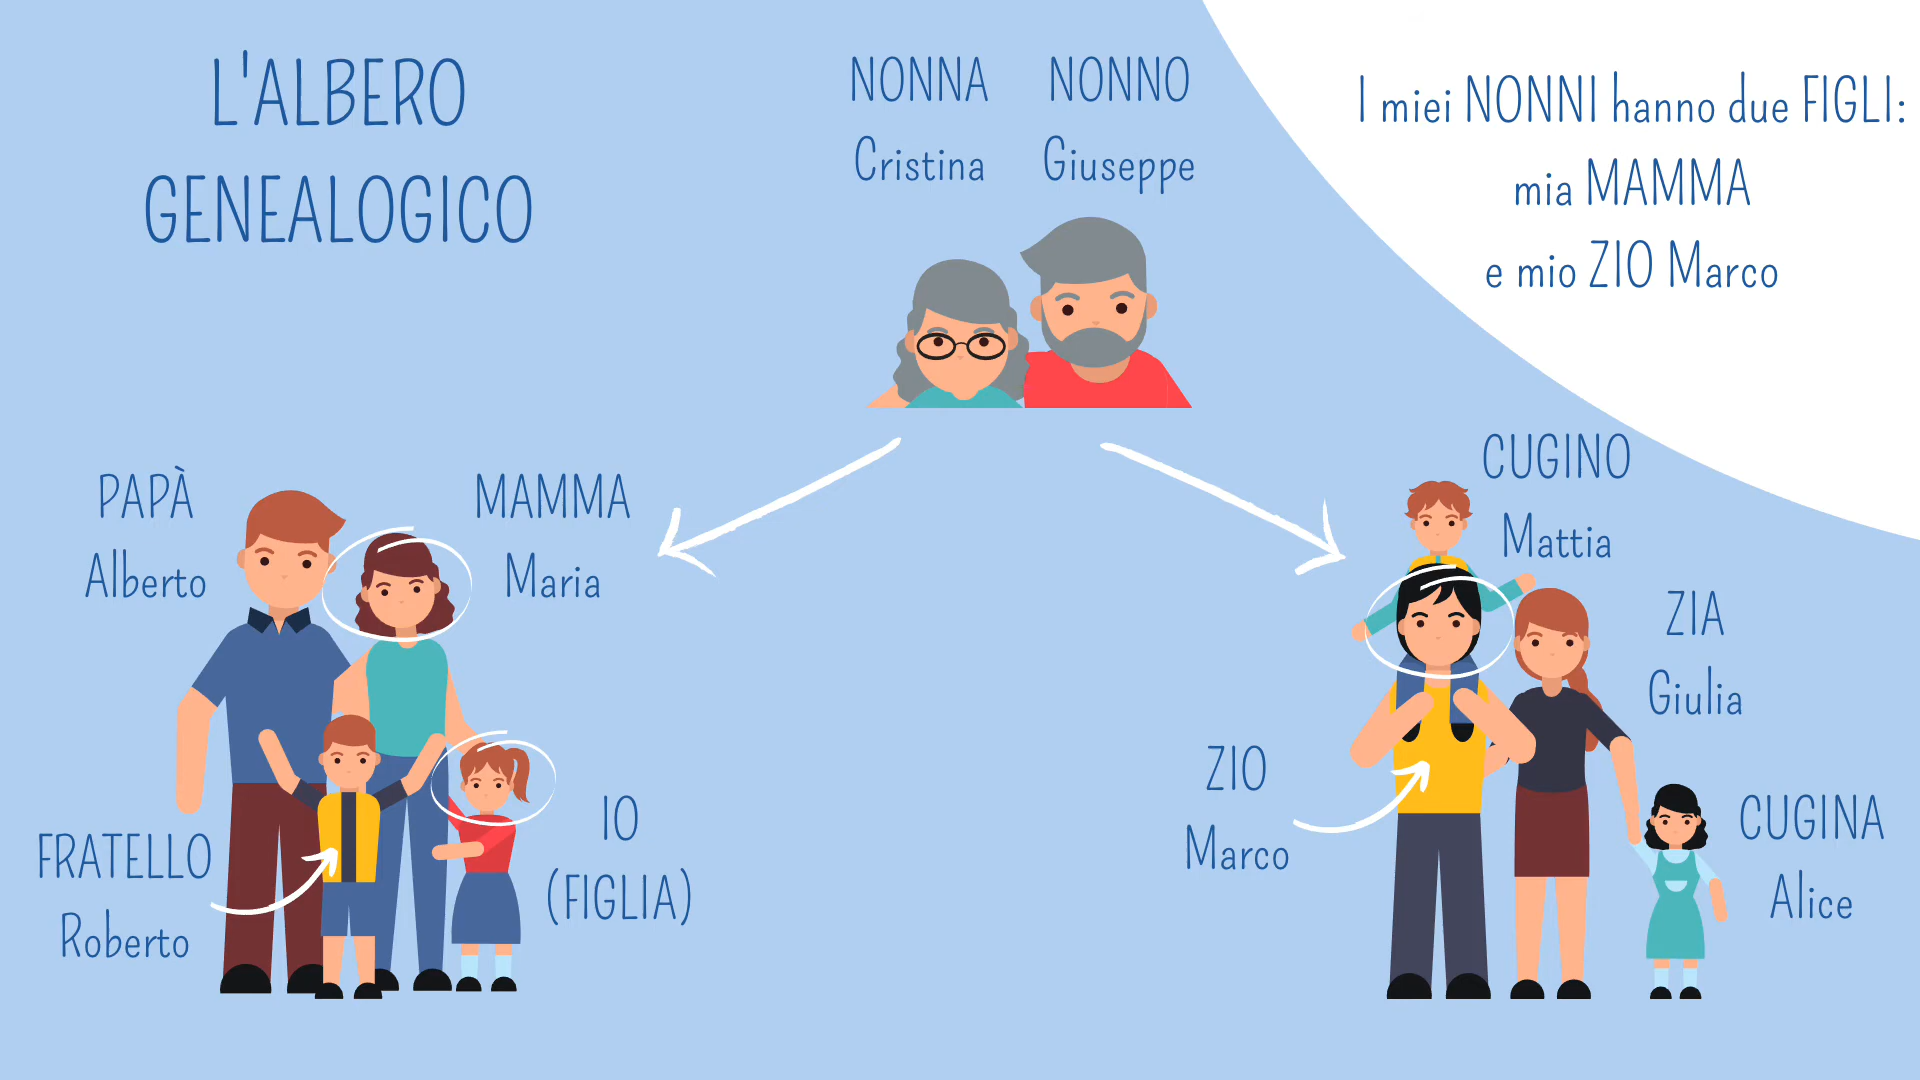 L'ALBERO
GENEALOGICO
NONNA
Cristina
NONNO
Giuseppe
I miei NONNI hanno due FIGLI:
mia MAMMA
e mio ZIO Marco
PAPÀ
Alberto
MAMMA
Maria
FRATELLO
Roberto
IO
(FIGLIA)
CUGINO
Mattia
ZIA
Giulia
ZIO
Marco
CUGINA
Alice